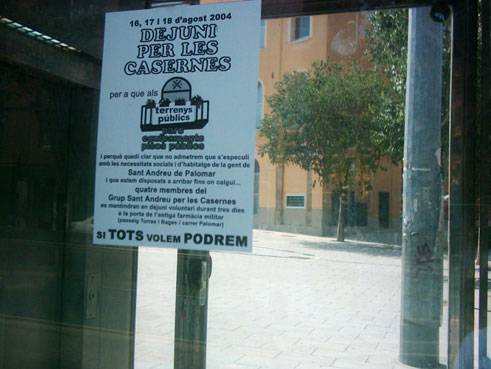 16, 17 i 18 d'agost 2004
DEJUNI
PER LES
CASERNES
per a que als
terrenys
públics
hi hagi
equipaments
pisos públics
i perquè quedi clar que no admetrem que s'especuli
amb les necessitats socials i d'habitatge de la gent de
Sant Andreu de Palomar
i que estem disposats a arribar fins on calgui...
quatre membres del
Grup Sant Andreu per les Casernes
es mantindran en dejuni voluntari durant tres dies
a la porta de l'antiga farmàcia militar
(passeig Torras i Bages / carrer Palomar)
SI TOTS VOLEM PODREM